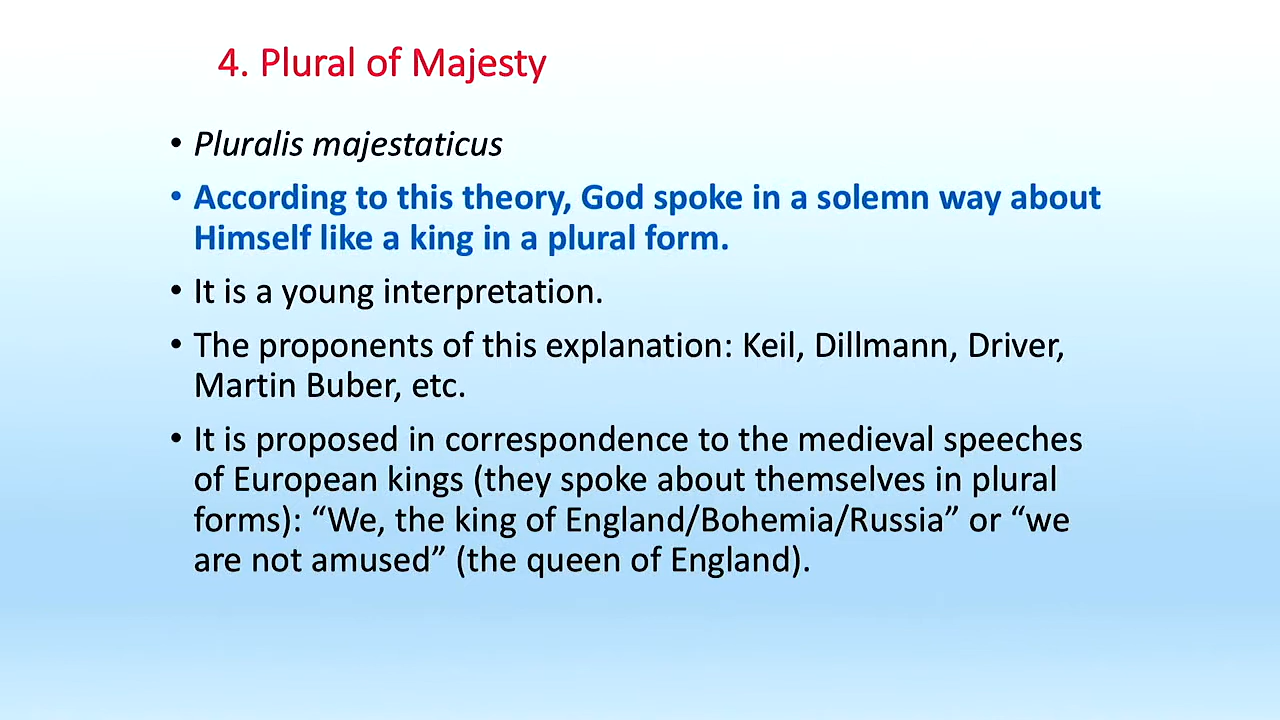 4. Plural of Majesty
• Pluralis majestaticus
• According to this theory, God spoke in a solemn way about
Himself like a king in a plural form.
• It is a young interpretation.
• The proponents of this explanation: Keil, Dillmann, Driver,
Martin Buber, etc.
• It is proposed in correspondence to the medieval speeches
of European kings (they spoke about themselves in plural
forms): “We, the king of England/Bohemia/Russia” or “we
are not amused” (the queen of England).